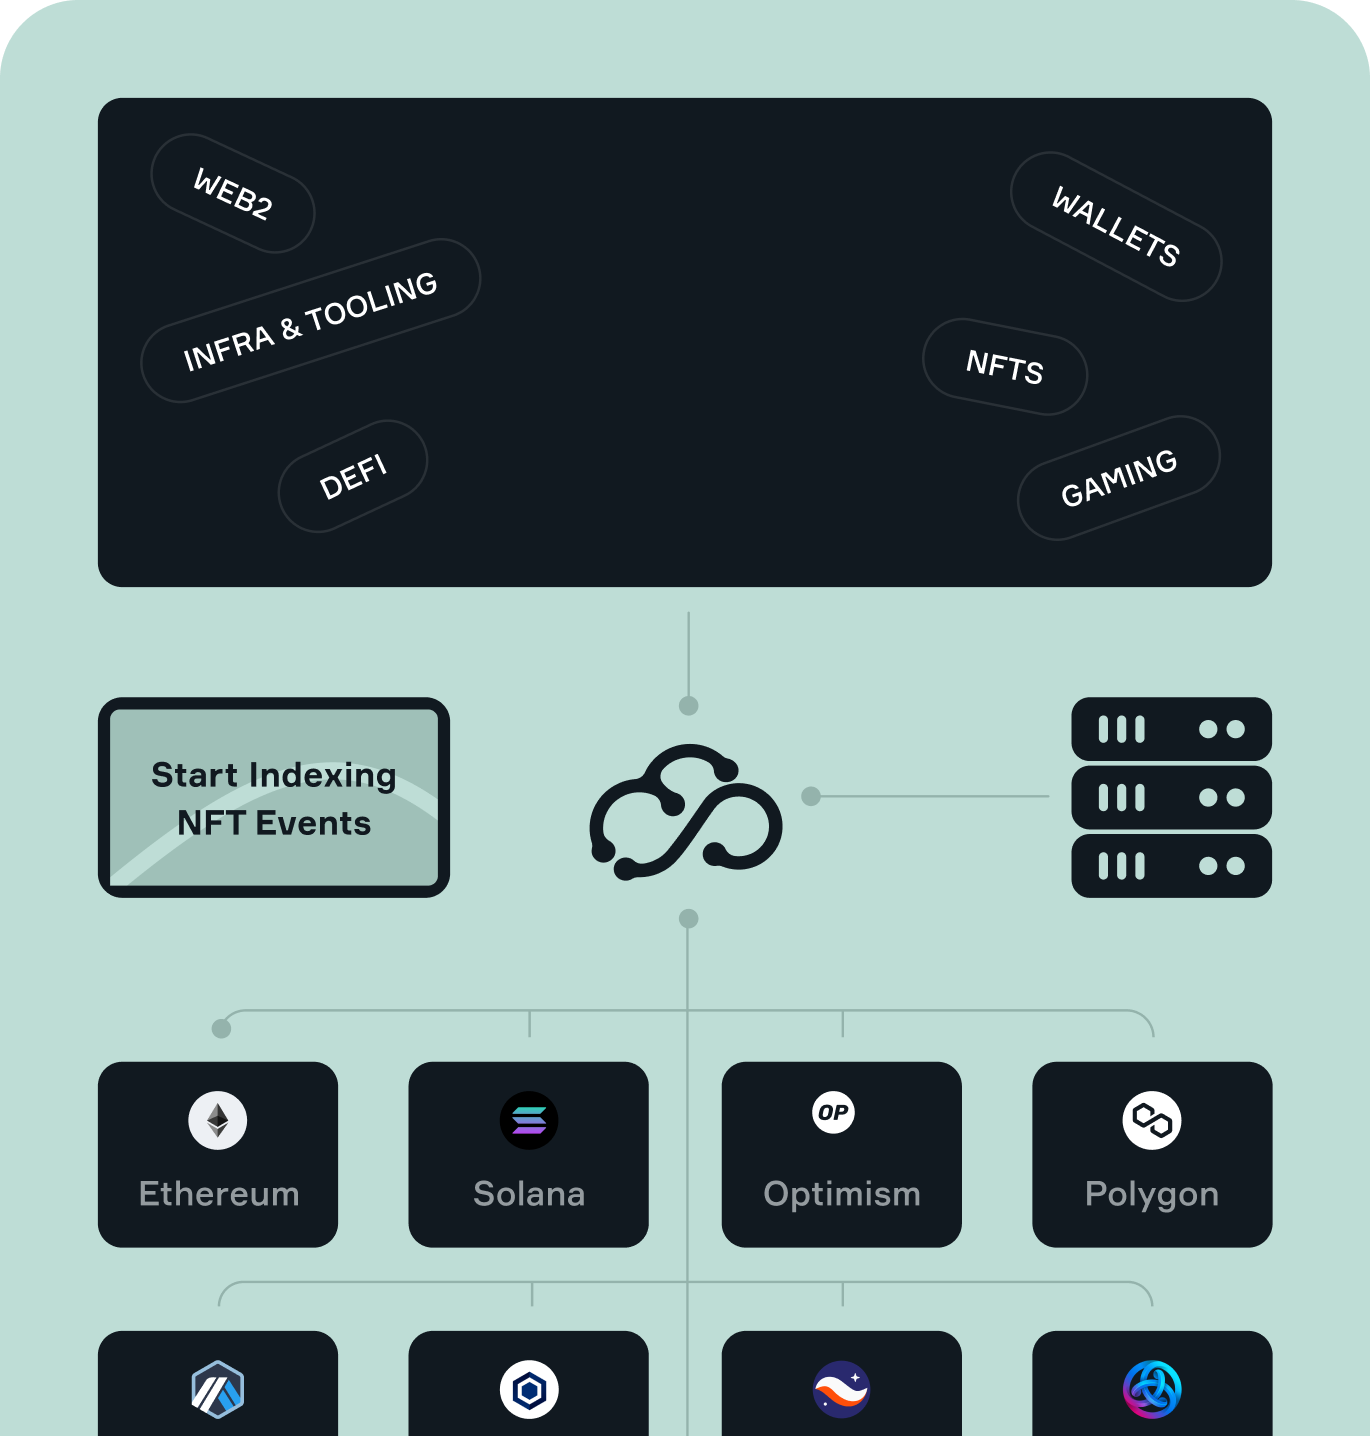 WEB2
WALLETS
INFRA & TOOLING
NFTS
DEFI
GAMING
Start Indexing
NFT Events
OP
Ethereum
Solana
Optimism
Polygon